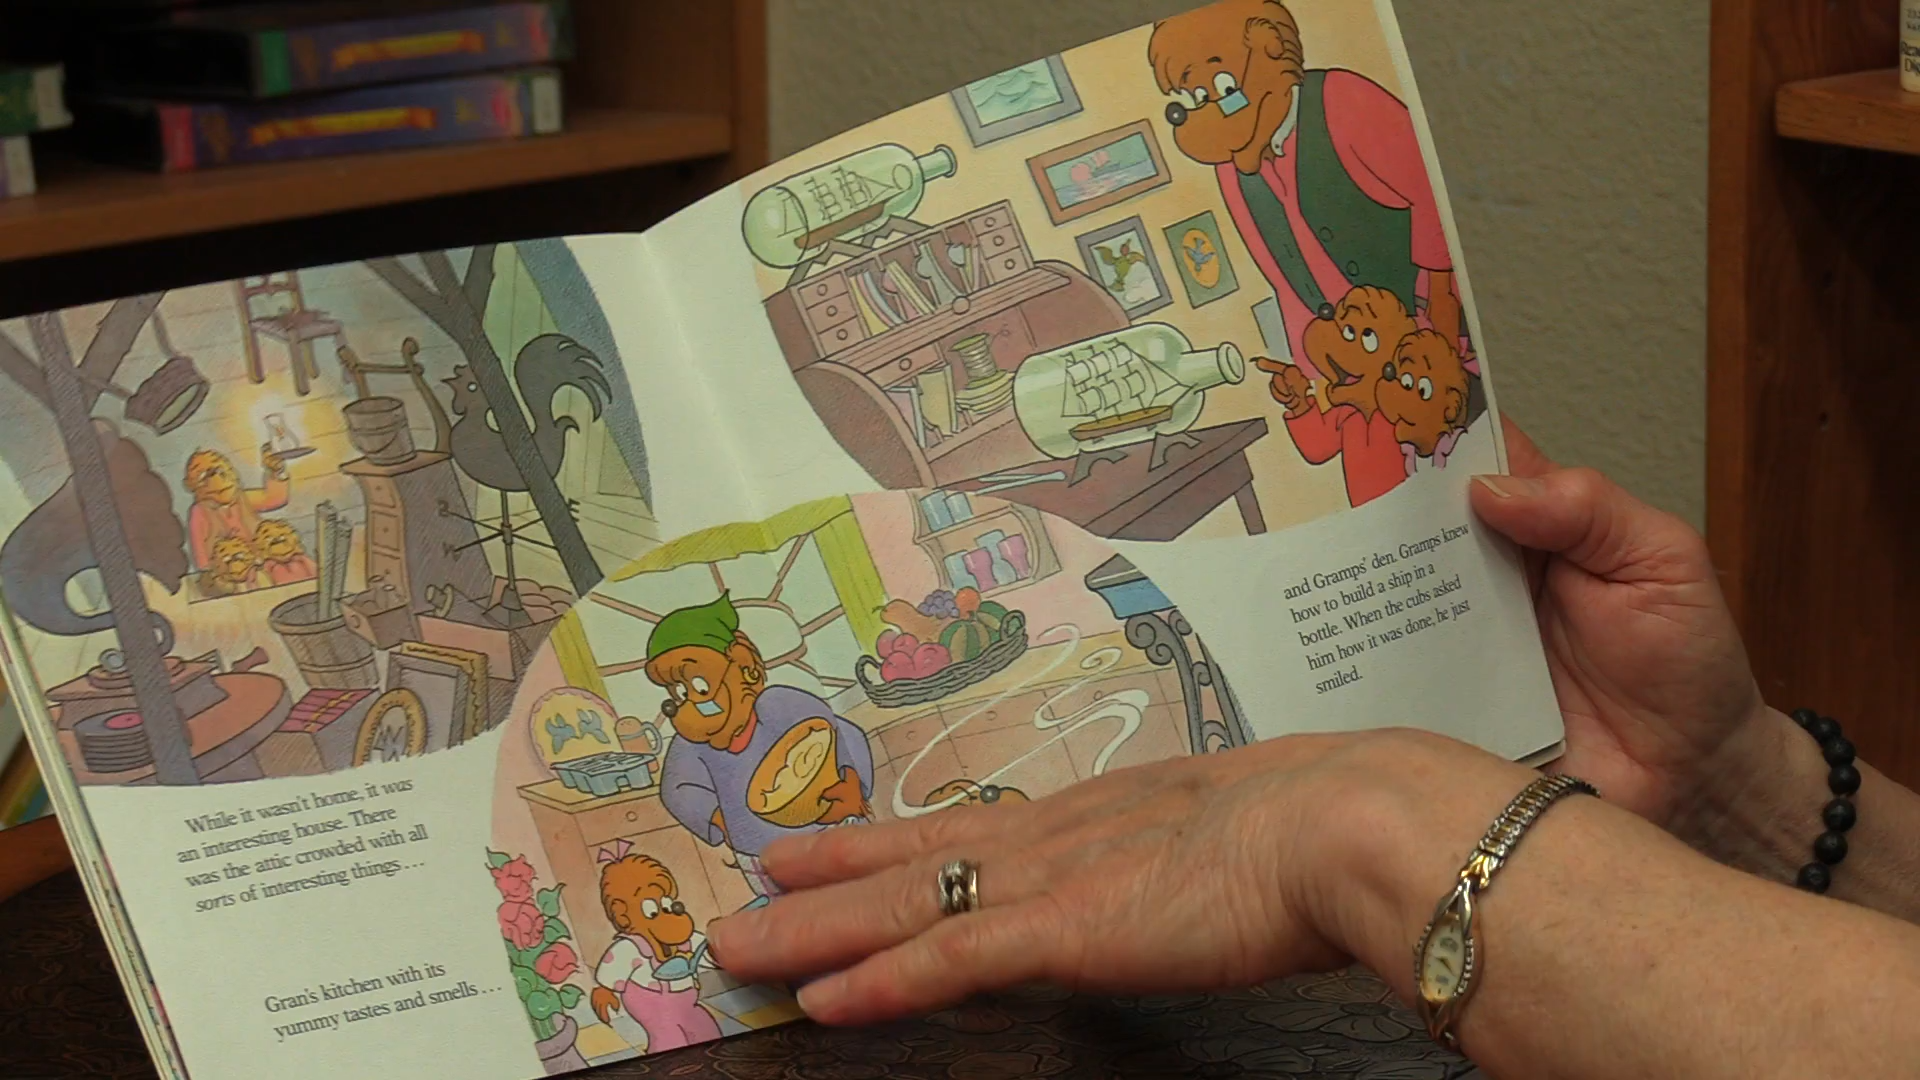 While it wasn't home, it was
an interesting house. There
was the attic crowded with all
sorts of interesting things . . .
Gran's kitchen with its
yummy tastes and smells . . .
and Gramps' den. Gramps knew
how to build a ship in a
bottle. When the cubs asked
him how it was done, he just
smiled.